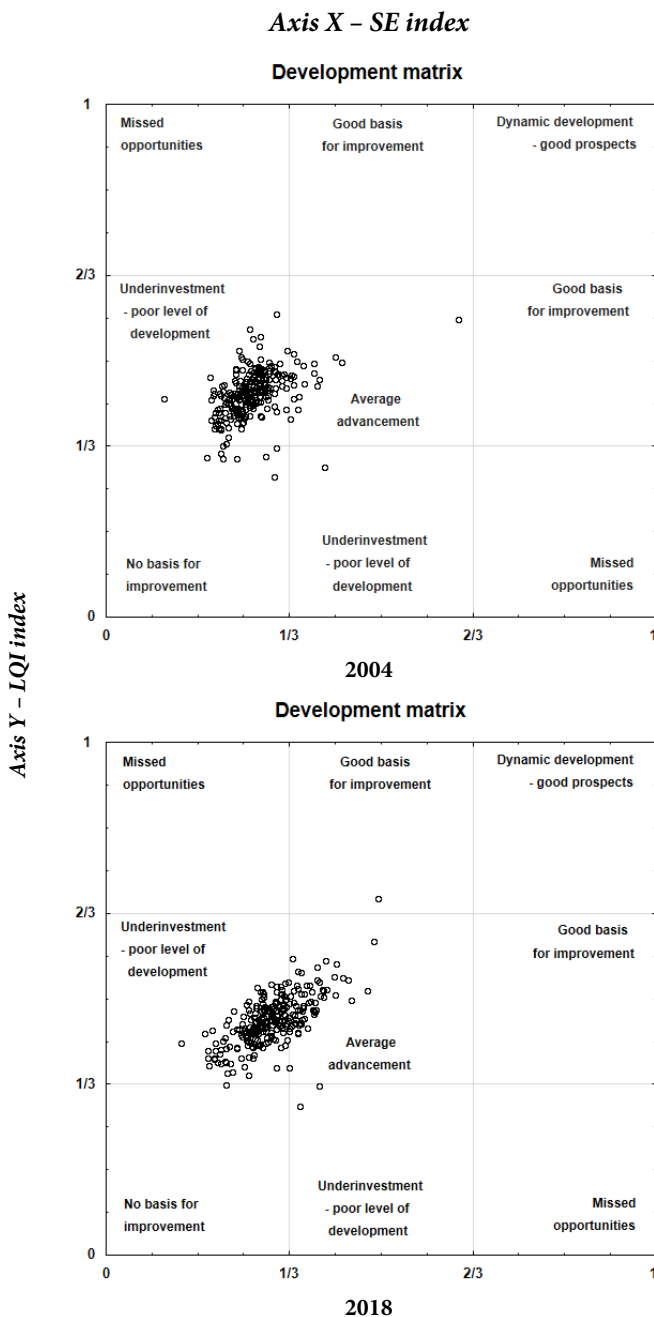 Axis X – SE index
Development matrix
1
Missed
opportunities
Good basis
for improvement
Dynamic development
- good prospects
2/3
Underinvestment
- poor level of
development
Good basis
for improvement
Average
advancement
1/3
No basis for
improvement
Underinvestment
- poor level of
development
Missed
opportunities
0
0
1/3
2/3
1
2004
Axis Y – LQI index
Development matrix
1
Missed
opportunities
Good basis
for improvement
Dynamic development
- good prospects
2/3
Underinvestment
- poor level of
development
Good basis
for improvement
Average
advancement
1/3
No basis for
improvement
Underinvestment
- poor level of
development
Missed
opportunities
0
0
1/3
2/3
1
2018